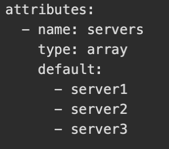 attributes:
  - name: servers
    type: array
    default:
      - server1
      - server2
      - server3